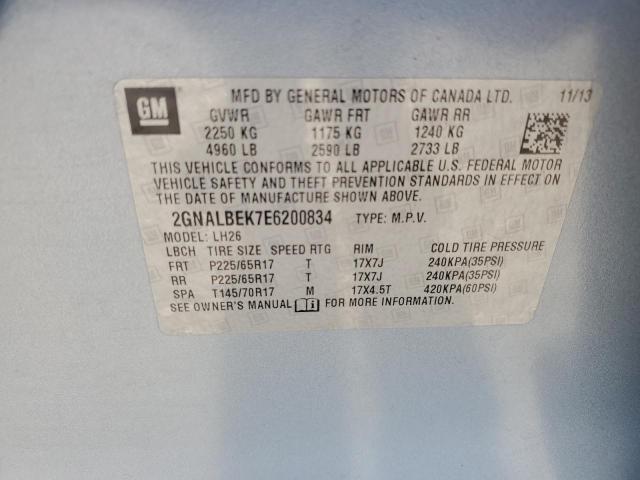 GM
MFD BY GENERAL MOTORS OF CANADA LTD. 11/13
GVWR GAWR FRT GAWR RR
2250 KG 1175 KG 1240 KG
4960 LB 2590 LB 2733 LB
THIS VEHICLE CONFORMS TO ALL APPLICABLE U.S. FEDERAL MOTOR
VEHICLE SAFETY AND THEFT PREVENTION STANDARDS IN EFFECT ON
THE DATE OF MANUFACTURE SHOWN ABOVE.
2GNALBEK7E6200834 TYPE: M.P.V.
MODEL: LH26
LBCH TIRE SIZE SPEED RTG RIM COLD TIRE PRESSURE
FRT P225/65R17 T 17X7J 240KPA(35PSI)
RR P225/65R17 T 17X7J 240KPA(35PSI)
SPA T145/70R17 M 17X4.5T 420KPA(60PSI)
SEE OWNER'S MANUAL FOR MORE INFORMATION.